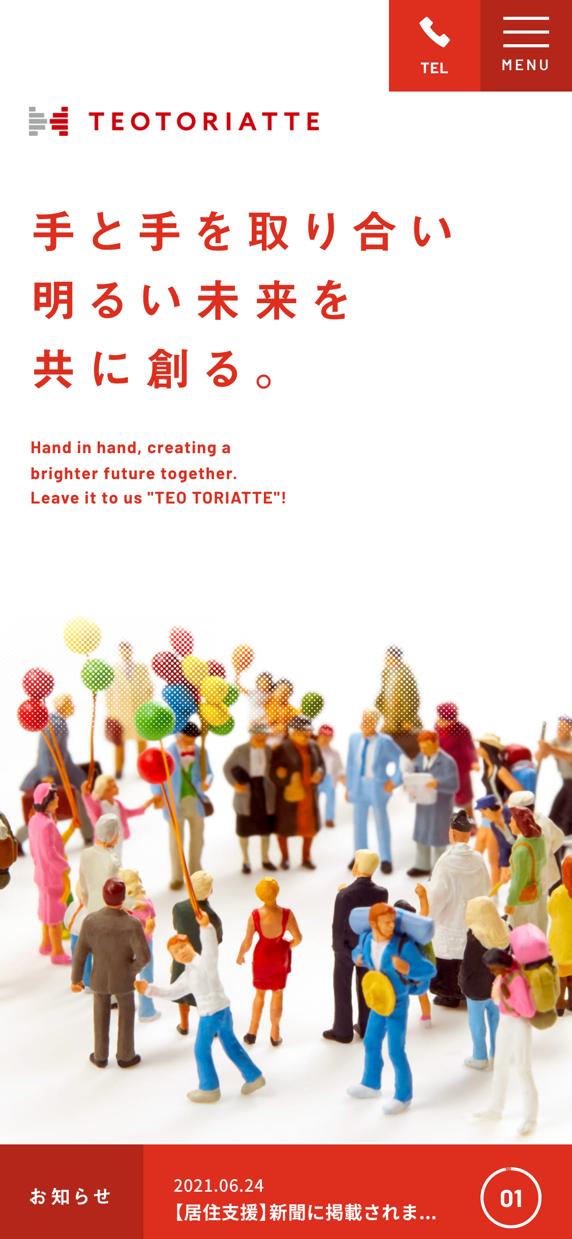 TEL
MENU
TEOTORIATTE
手と手を取り合い
明るい未来を
共に創る。
Hand in hand, creating a
brighter future together.
Leave it to us "TEO TORIATTE"!
お知らせ
2021.06.24
【居住支援】新聞に掲載されま...
01